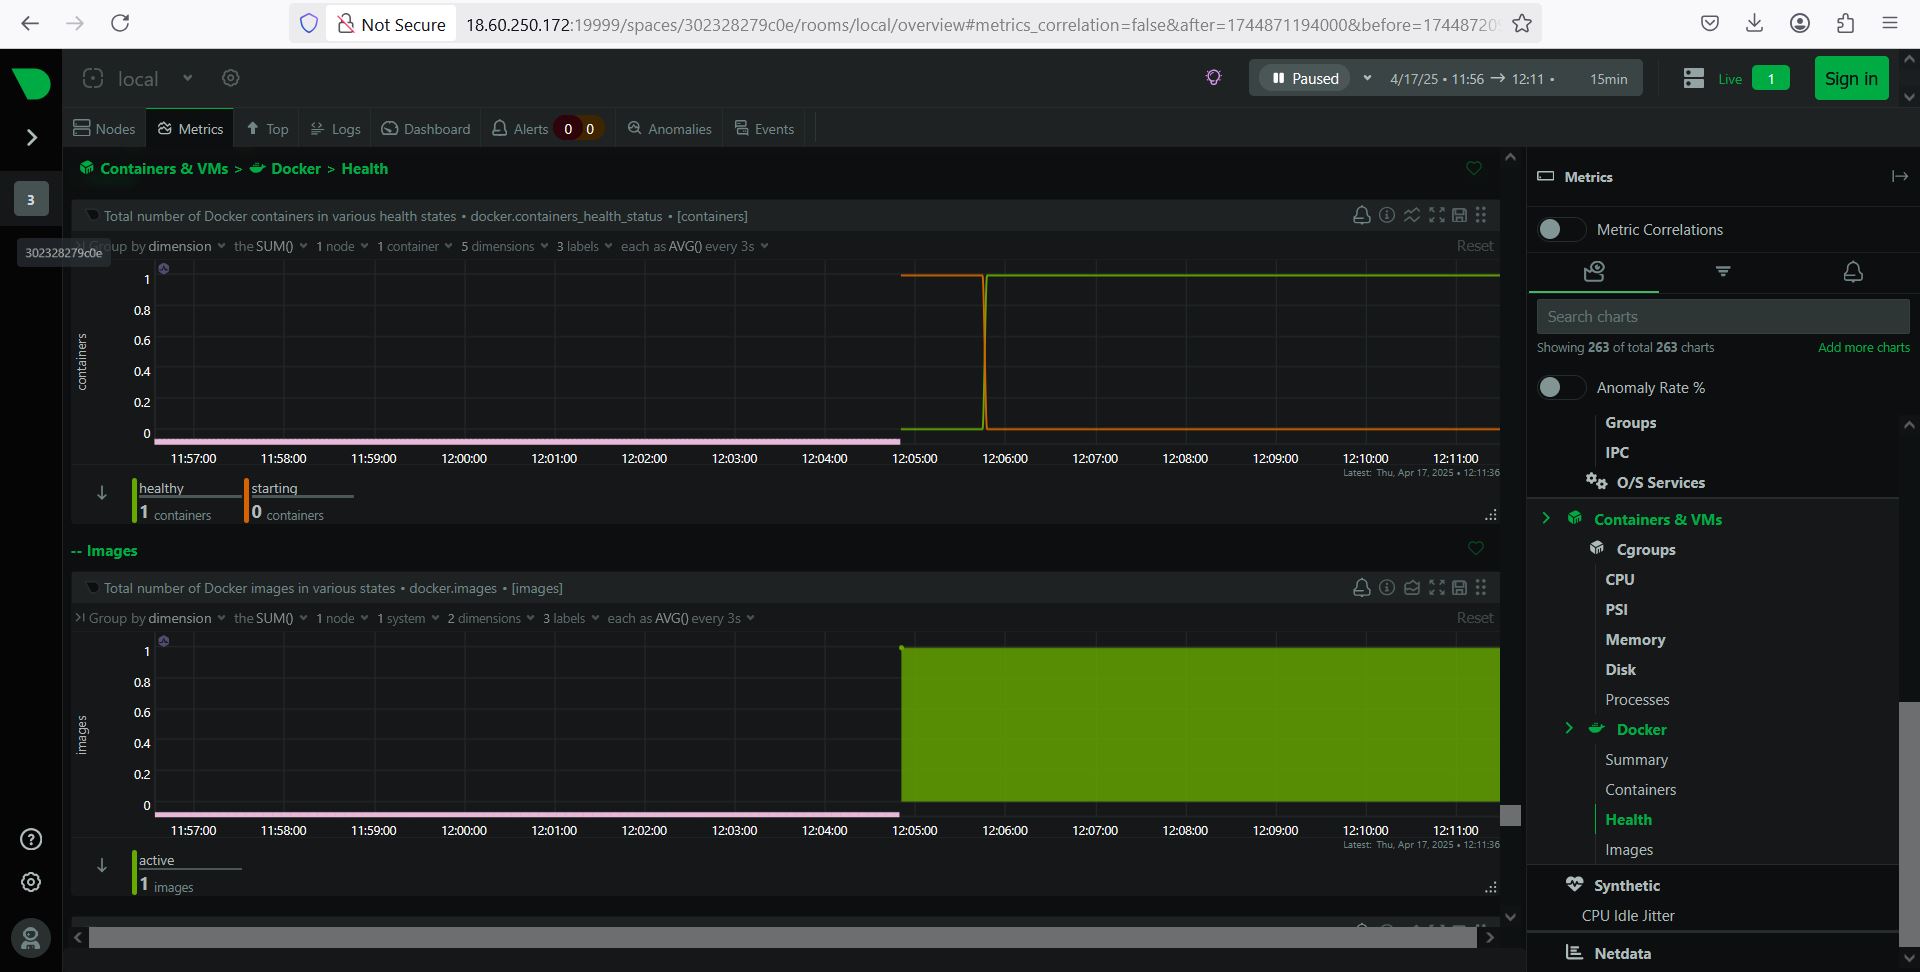 Not Secure 18.60.250.172:19999/spaces/302328279c0e/rooms/local/overview#metrics_correlation=false&after=1744871194000&before=174487209
local Paused 4/17/25 • 11:56 → 12:11 • 15min Live 1 Sign in
Nodes Metrics Top Logs Dashboard Alerts 0 0 Anomalies Events
3
302328279c0e
Containers & VMs > Docker > Health
Total number of Docker containers in various health states • docker.containers_health_status • [containers]
Group by dimension the SUM() 1 node 1 container 5 dimensions 3 labels each as AVG() every 3s Reset
containers
1
0.8
0.6
0.4
0.2
0
11:57:00 11:58:00 11:59:00 12:00:00 12:01:00 12:02:00 12:03:00 12:04:00 12:05:00 12:06:00 12:07:00 12:08:00 12:09:00 12:10:00 12:11:00
Latest: Thu, Apr 17, 2025 • 12:11:36
healthy starting
1 containers 0 containers
-- Images
Total number of Docker images in various states • docker.images • [images]
Group by dimension the SUM() 1 node 1 system 2 dimensions 3 labels each as AVG() every 3s Reset
images
1
0.8
0.6
0.4
0.2
0
11:57:00 11:58:00 11:59:00 12:00:00 12:01:00 12:02:00 12:03:00 12:04:00 12:05:00 12:06:00 12:07:00 12:08:00 12:09:00 12:10:00 12:11:00
Latest: Thu, Apr 17, 2025 • 12:11:36
active
1 images
Metrics
Metric Correlations
Search charts
Showing 263 of total 263 charts Add more charts
Anomaly Rate %
Groups
IPC
O/S Services
Containers & VMs
Cgroups
CPU
PSI
Memory
Disk
Processes
Docker
Summary
Containers
Health
Images
Synthetic
CPU Idle Jitter
Netdata